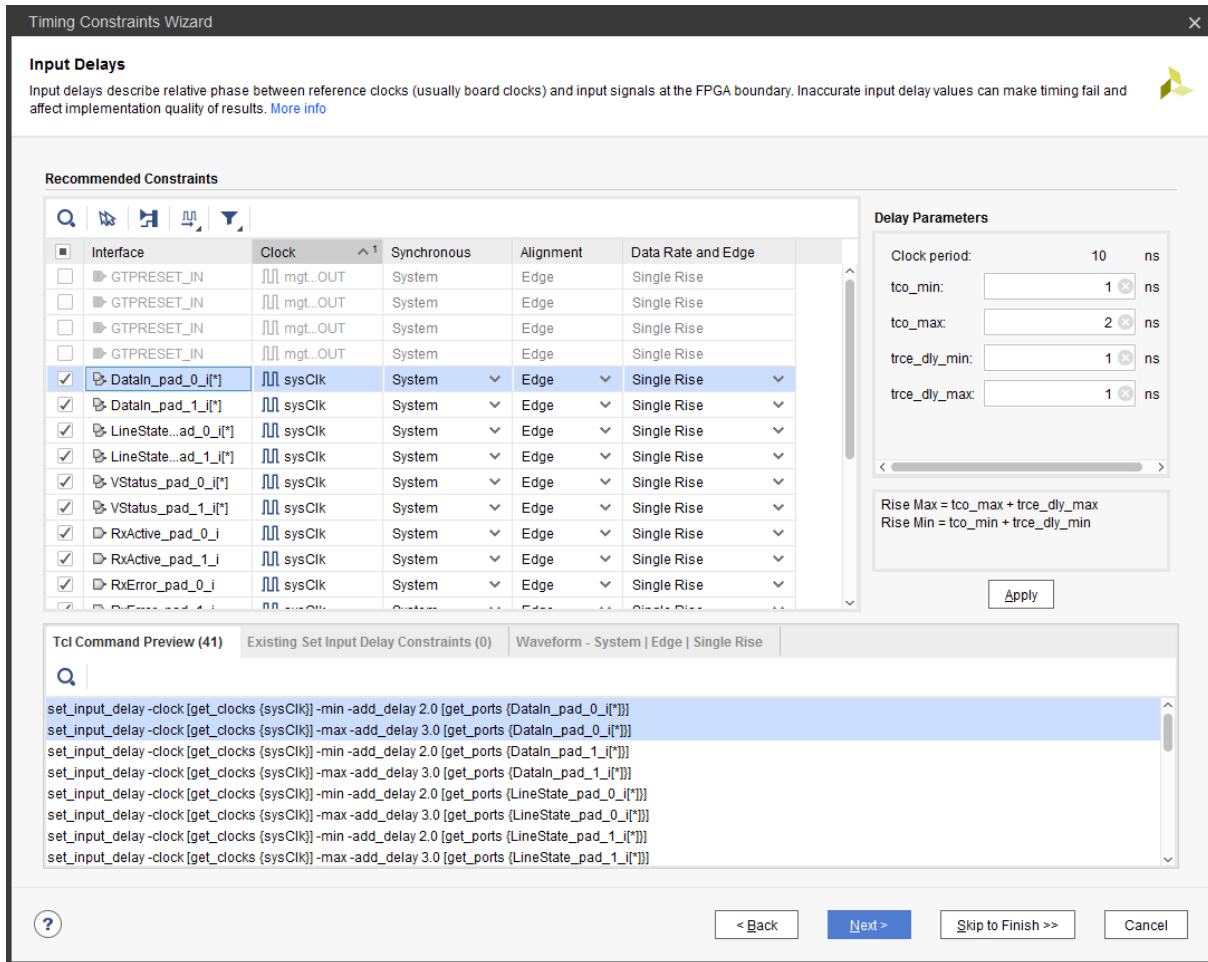 Timing Constraints Wizard
Input Delays
Input delays describe relative phase between reference clocks (usually board clocks) and input signals at the FPGA boundary. Inaccurate input delay values can make timing fail and
affect implementation quality of results. More info
Recommended Constraints
Interface Clock 1 Synchronous Alignment Data Rate and Edge
GTPRESET_IN mgt...OUT System Edge Single Rise
GTPRESET_IN mgt...OUT System Edge Single Rise
GTPRESET_IN mgt...OUT System Edge Single Rise
GTPRESET_IN mgt...OUT System Edge Single Rise
DataIn_pad_0_i[*] sysClk System Edge Single Rise
DataIn_pad_1_i[*] sysClk System Edge Single Rise
LineState...ad_0_i[*] sysClk System Edge Single Rise
LineState...ad_1_i[*] sysClk System Edge Single Rise
VStatus_pad_0_i[*] sysClk System Edge Single Rise
VStatus_pad_1_i[*] sysClk System Edge Single Rise
RxActive_pad_0_i sysClk System Edge Single Rise
RxActive_pad_1_i sysClk System Edge Single Rise
RxError_pad_0_i sysClk System Edge Single Rise
Delay Parameters
Clock period: 10 ns
tco_min: 1 ns
tco_max: 2 ns
trce_dly_min: 1 ns
trce_dly_max: 1 ns
Rise Max = tco_max + trce_dly_max
Rise Min = tco_min + trce_dly_min
Apply
Tcl Command Preview (41) Existing Set Input Delay Constraints (0) Waveform - System | Edge | Single Rise
set_input_delay -clock [get_clocks {sysClk}] -min -add_delay 2.0 [get_ports {DataIn_pad_0_i[*]}]
set_input_delay -clock [get_clocks {sysClk}] -max -add_delay 3.0 [get_ports {DataIn_pad_0_i[*]}]
set_input_delay -clock [get_clocks {sysClk}] -min -add_delay 2.0 [get_ports {DataIn_pad_1_i[*]}]
set_input_delay -clock [get_clocks {sysClk}] -max -add_delay 3.0 [get_ports {DataIn_pad_1_i[*]}]
set_input_delay -clock [get_clocks {sysClk}] -min -add_delay 2.0 [get_ports {LineState_pad_0_i[*]}]
set_input_delay -clock [get_clocks {sysClk}] -max -add_delay 3.0 [get_ports {LineState_pad_0_i[*]}]
set_input_delay -clock [get_clocks {sysClk}] -min -add_delay 2.0 [get_ports {LineState_pad_1_i[*]}]
set_input_delay -clock [get_clocks {sysClk}] -max -add_delay 3.0 [get_ports {LineState_pad_1_i[*]}]
? < Back Next > Skip to Finish >> Cancel